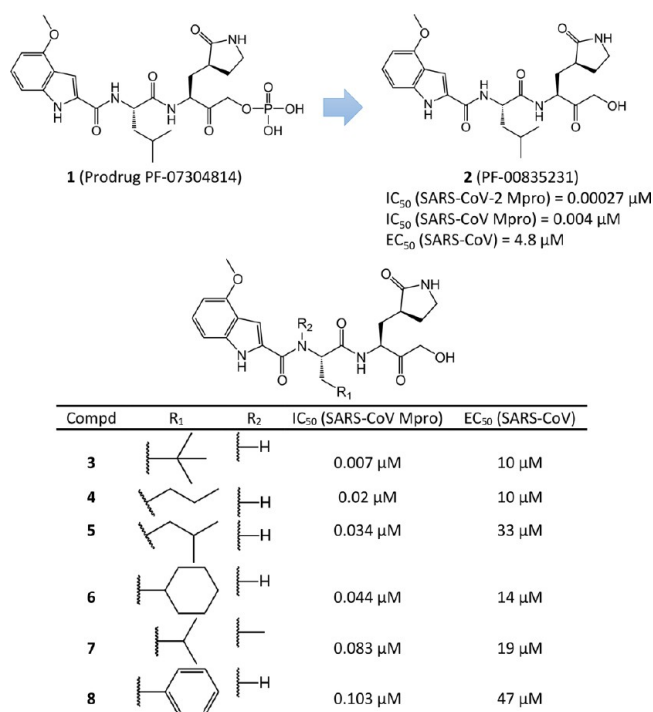 1 (Prodrug PF-07304814)
2 (PF-00835231)
IC50 (SARS-CoV-2 Mpro) = 0.00027 μM
IC50 (SARS-CoV Mpro) = 0.004 μM
EC50 (SARS-CoV) = 4.8 μM
O O NH
H N O O
N H O N H O O P OH
OH
O O NH
H N O
N H O N H O OH
O O NH
R2
N O
N H O N H O OH
R1
Compd R1 R2 IC50 (SARS-CoV Mpro) EC50 (SARS-CoV)
3 H 0.007 μM 10 μM
4 H 0.02 μM 10 μM
5 H 0.034 μM 33 μM
6 H 0.044 μM 14 μM
7 0.083 μM 19 μM
8 H 0.103 μM 47 μM